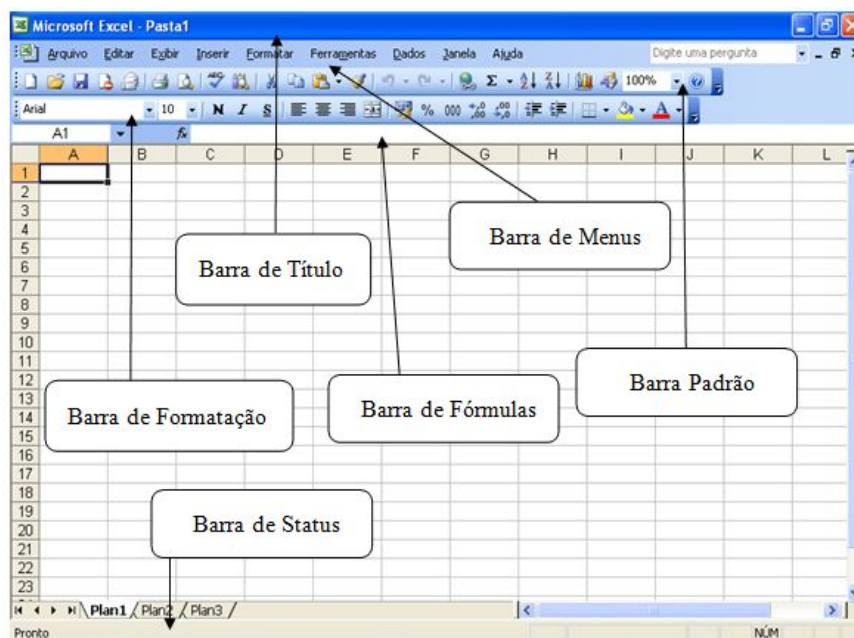 Microsoft Excel - Pasta1
Arquivo Editar Exibir Inserir Formatar Ferramentas Dados Janela Ajuda Digite uma pergunta
Σ 100%
Arial 10 N I S % 000 A
A1 fx
A B C D E F G H I J K L
1
2
3
4
5
6
7
8
9
10
11
12
13
14
15
16
17
18
19
20
21
22
23
Barra de Menus
Barra de Título
Barra Padrão
Barra de Formatação
Barra de Fórmulas
Barra de Status
Plan1 Plan2 Plan3
Pronto NÚM